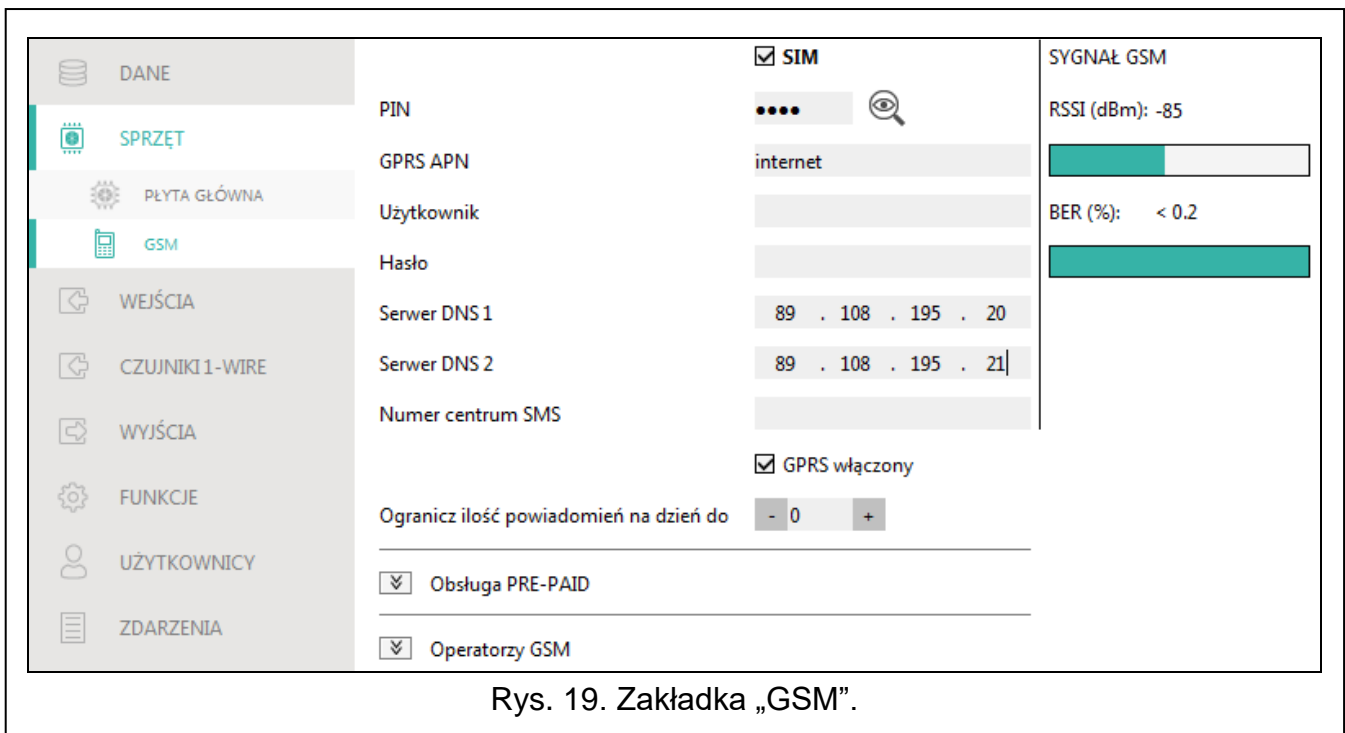 DANE
SPRZĘT
PŁYTA GŁÓWNA
GSM
WEJŚCIA
CZUJNIKI 1-WIRE
WYJŚCIA
FUNKCJE
UŻYTKOWNICY
ZDARZENIA
SIM
PIN ••••
GPRS APN internet
Użytkownik
Hasło
Serwer DNS 1 89 . 108 . 195 . 20
Serwer DNS 2 89 . 108 . 195 . 21
Numer centrum SMS
GPRS włączony
Ogranicz ilość powiadomień na dzień do - 0 +
Obsługa PRE-PAID
Operatorzy GSM
SYGNAŁ GSM
RSSI (dBm): -85
BER (%): < 0.2
Rys. 19. Zakładka „GSM”.